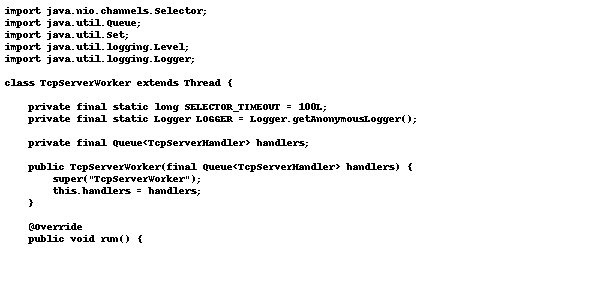 import java.nio.channels.Selector;
import java.util.Queue;
import java.util.Set;
import java.util.logging.Level;
import java.util.logging.Logger;

class TcpServerWorker extends Thread {

    private final static long SELECTOR_TIMEOUT = 100L;
    private final static Logger LOGGER = Logger.getAnonymousLogger();

    private final Queue<TcpServerHandler> handlers;

    public TcpServerWorker(final Queue<TcpServerHandler> handlers) {
        super("TcpServerWorker");
        this.handlers = handlers;
    }

    @Override
    public void run() {